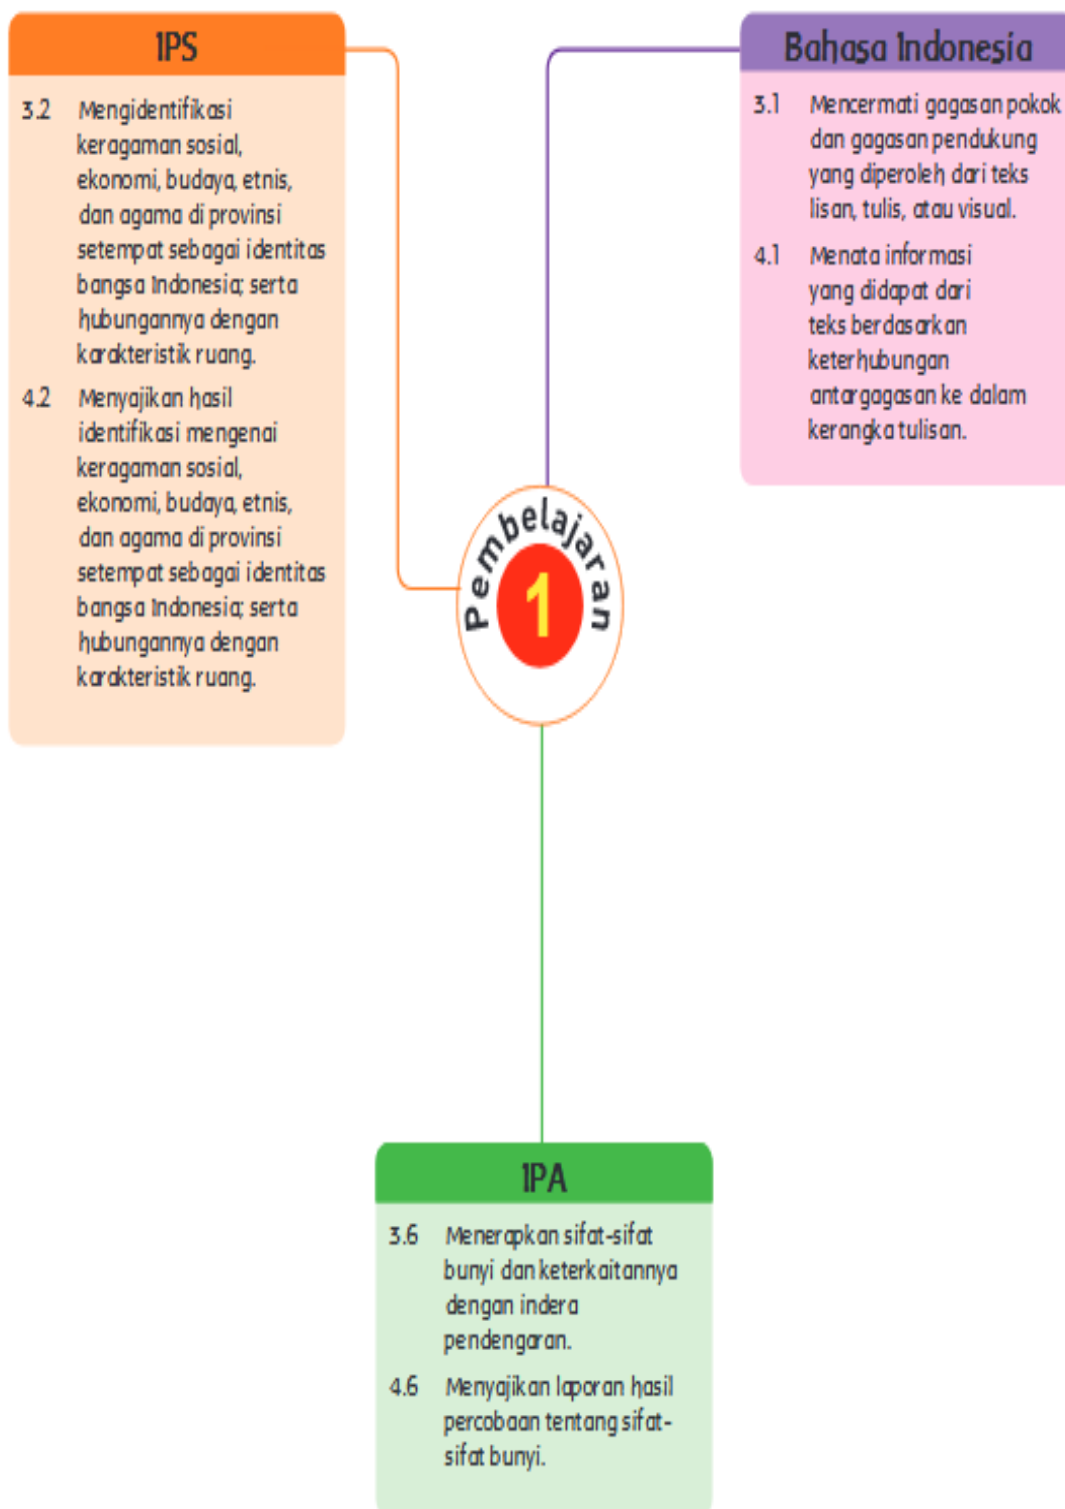 IPS
3.2 Mengidentifikasi
keragaman sosial,
ekonomi, budaya, etnis,
dan agama di provinsi
setempat sebagai identitas
bangsa Indonesia; serta
hubungannya dengan
karakteristik ruang.
4.2 Menyajikan hasil
identifikasi mengenai
keragaman sosial,
ekonomi, budaya, etnis,
dan agama di provinsi
setempat sebagai identitas
bangsa Indonesia; serta
hubungannya dengan
karakteristik ruang.
Bahasa Indonesia
3.1 Mencermati gagasan pokok
dan gagasan pendukung
yang diperoleh dari teks
lisan, tulis, atau visual.
4.1 Menata informasi
yang didapat dari
teks berdasarkan
keterhubungan
antargagasan ke dalam
kerangka tulisan.
Pembelajaran
1
IPA
3.6 Menerapkan sifat-sifat
bunyi dan keterkaitannya
dengan indera
pendengaran.
4.6 Menyajikan laporan hasil
percobaan tentang sifat-
sifat bunyi.